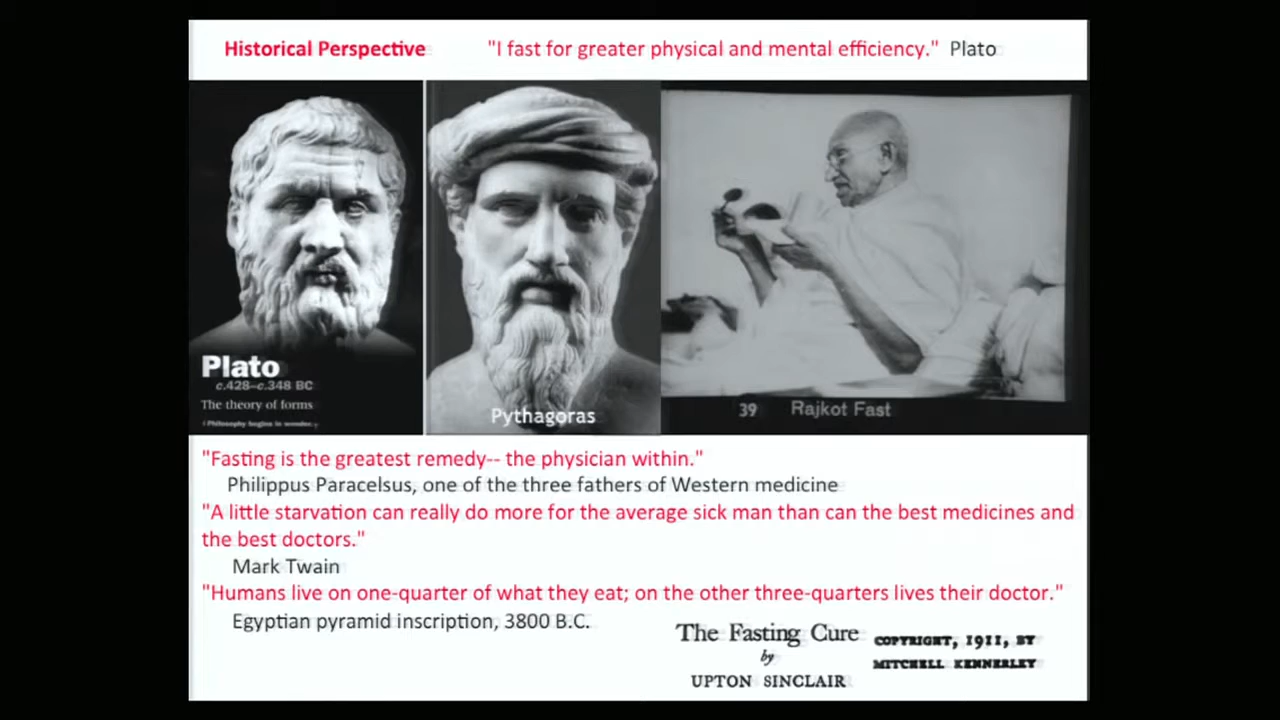 Historical Perspective "I fast for greater physical and mental efficiency." Plato
Plato
c.428–c.348 BC
The theory of forms
Philosophy begins in wonder.
Pythagoras
39 Rajkot Fast
"Fasting is the greatest remedy-- the physician within."
Philippus Paracelsus, one of the three fathers of Western medicine
"A little starvation can really do more for the average sick man than can the best medicines and
the best doctors."
Mark Twain
"Humans live on one-quarter of what they eat; on the other three-quarters lives their doctor."
Egyptian pyramid inscription, 3800 B.C.
The Fasting Cure
by
UPTON SINCLAIR
COPYRIGHT, 1911, BY
MITCHELL KENNERLEY